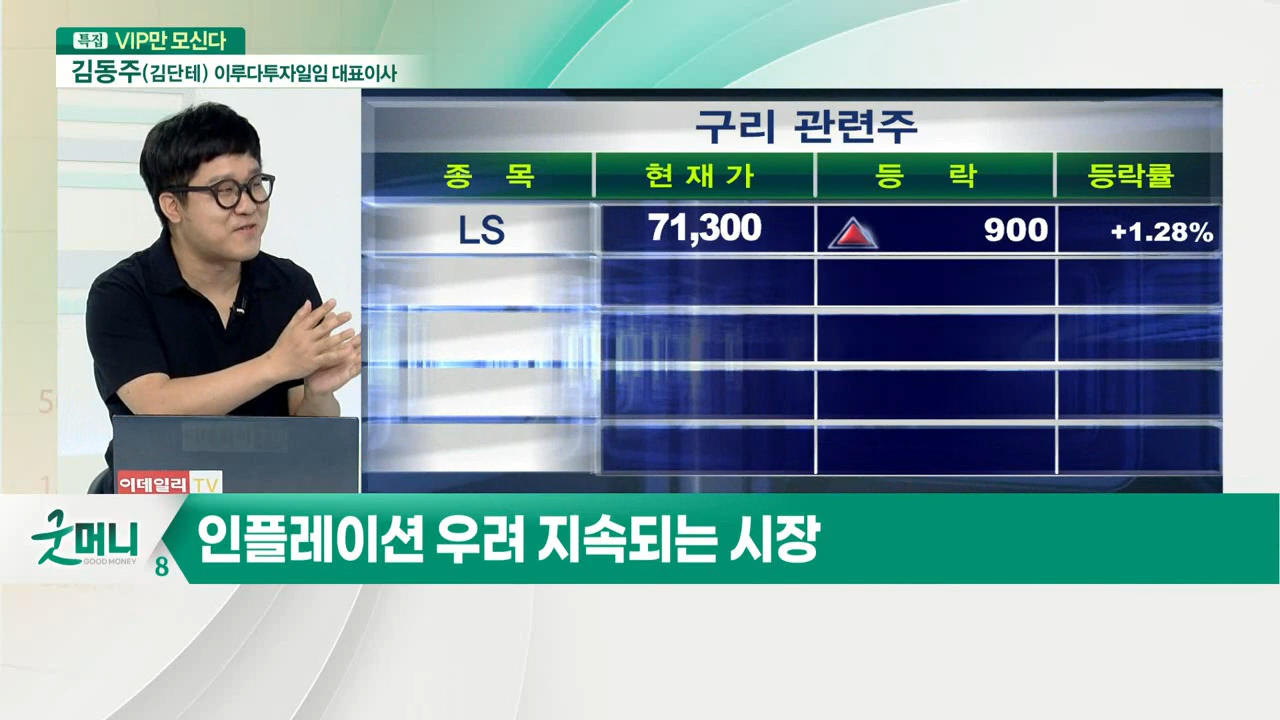 특집 VIP만 모신다
김동주(김단테) 이루다투자일임 대표이사
구리 관련주
종 목 현 재 가 등 락 등락률
LS 71,300 900 +1.28%
이데일리 TV
굿머니 GOOD MONEY 8
인플레이션 우려 지속되는 시장